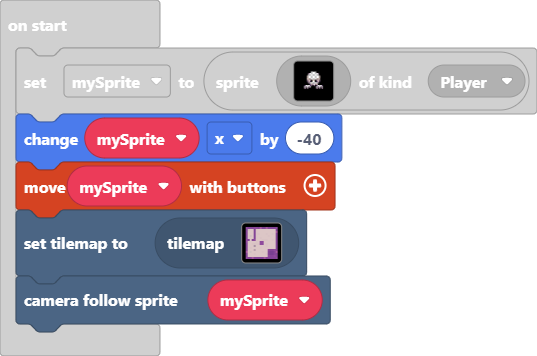 on start
set mySprite to sprite of kind Player
change mySprite x by -40
move mySprite with buttons
set tilemap to tilemap
camera follow sprite mySprite